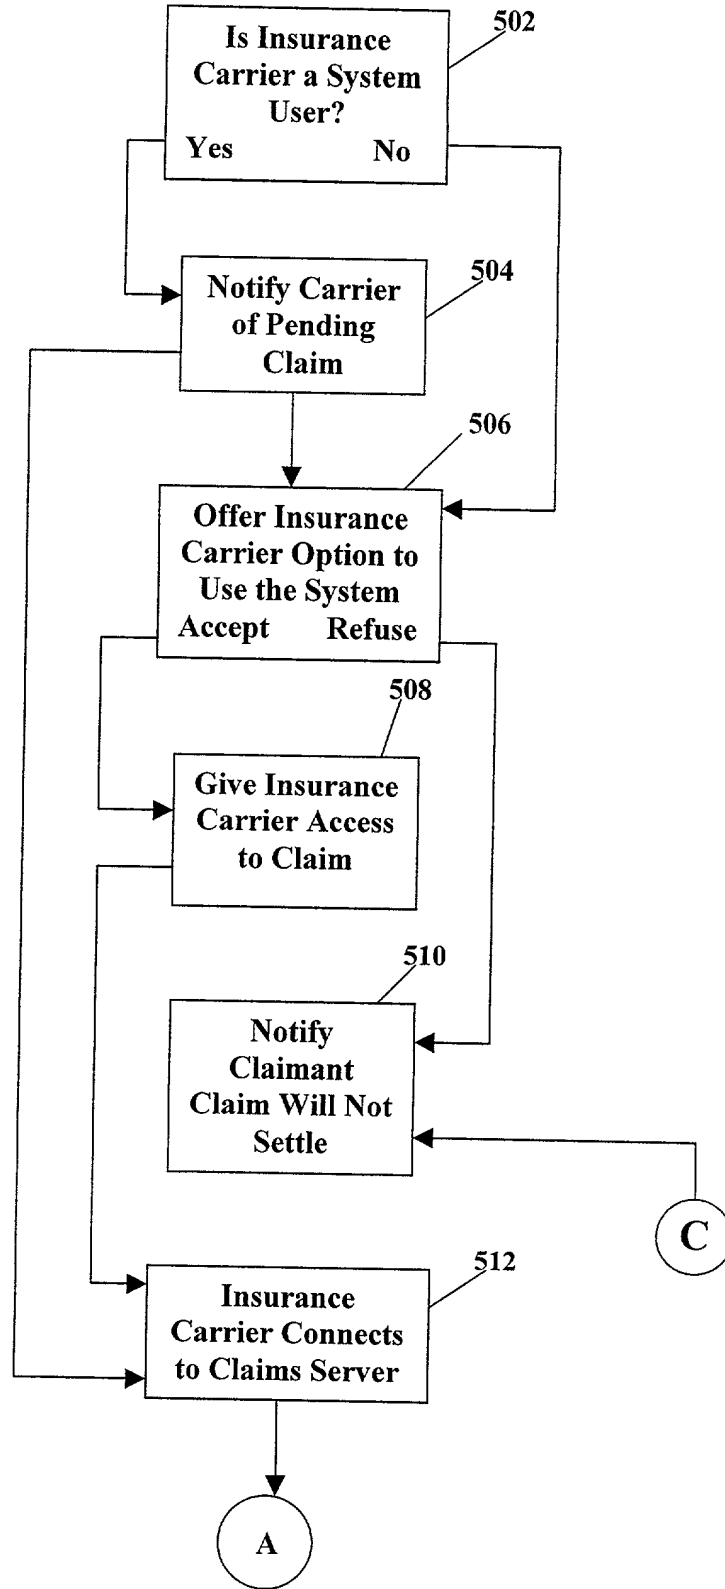 502
Is Insurance
Carrier a System
User?
Yes No
504
Notify Carrier
of Pending
Claim
506
Offer Insurance
Carrier Option to
Use the System
Accept Refuse
508
Give Insurance
Carrier Access
to Claim
510
Notify
Claimant
Claim Will Not
Settle
C
512
Insurance
Carrier Connects
to Claims Server
A